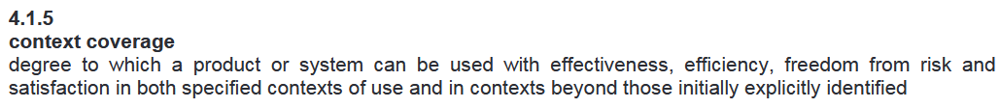 4.1.5
context coverage
degree to which a product or system can be used with effectiveness, efficiency, freedom from risk and
satisfaction in both specified contexts of use and in contexts beyond those initially explicitly identified